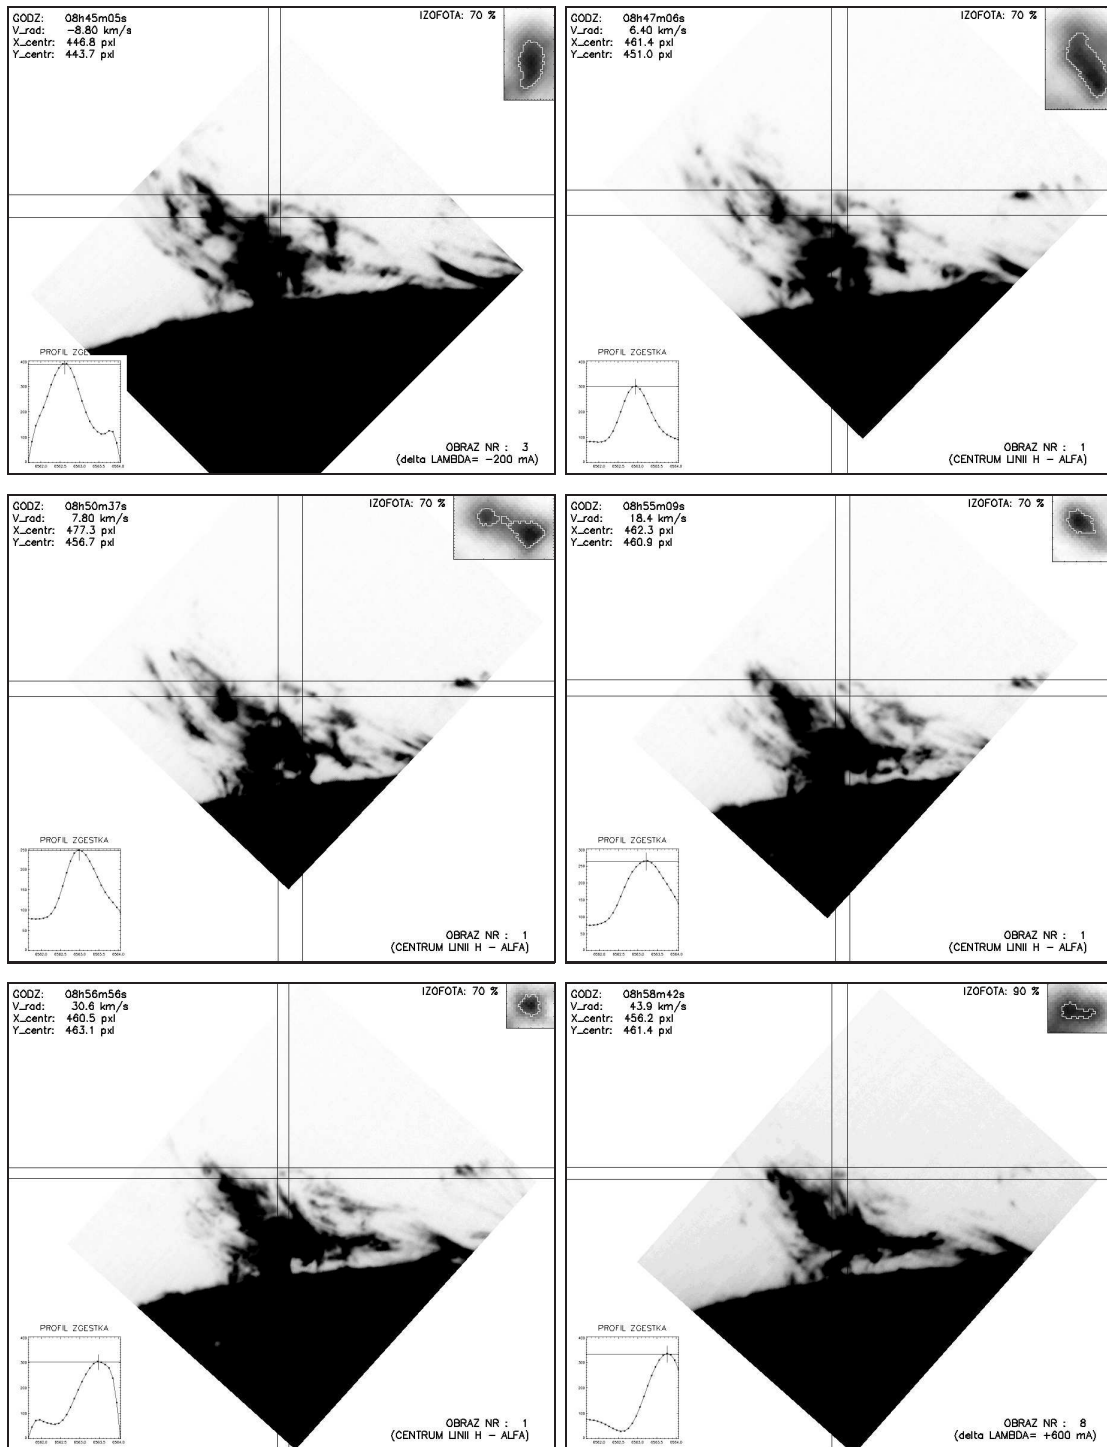 GODZ: 08h45m05s
V_rad: -8.80 km/s
X_centr: 446.8 pxl
Y_centr: 443.7 pxl
IZOFOTA: 70 %
PROFIL ZGE
OBRAZ NR : 3
(delta LAMBDA= -200 mA)
GODZ: 08h47m06s
V_rad: 6.40 km/s
X_centr: 461.4 pxl
Y_centr: 451.0 pxl
IZOFOTA: 70 %
PROFIL ZGESTKA
OBRAZ NR : 1
(CENTRUM LINII H - ALFA)
GODZ: 08h50m37s
V_rad: 7.80 km/s
X_centr: 477.3 pxl
Y_centr: 456.7 pxl
IZOFOTA: 70 %
PROFIL ZGESTKA
OBRAZ NR : 1
(CENTRUM LINII H - ALFA)
GODZ: 08h55m09s
V_rad: 18.4 km/s
X_centr: 462.3 pxl
Y_centr: 460.9 pxl
IZOFOTA: 70 %
PROFIL ZGESTKA
OBRAZ NR : 1
(CENTRUM LINII H - ALFA)
GODZ: 08h56m56s
V_rad: 30.6 km/s
X_centr: 460.5 pxl
Y_centr: 463.1 pxl
IZOFOTA: 70 %
PROFIL ZGESTKA
OBRAZ NR : 1
(CENTRUM LINII H - ALFA)
GODZ: 08h58m42s
V_rad: 43.9 km/s
X_centr: 456.2 pxl
Y_centr: 461.4 pxl
IZOFOTA: 90 %
PROFIL ZGESTKA
OBRAZ NR : 8
(delta LAMBDA= +600 mA)